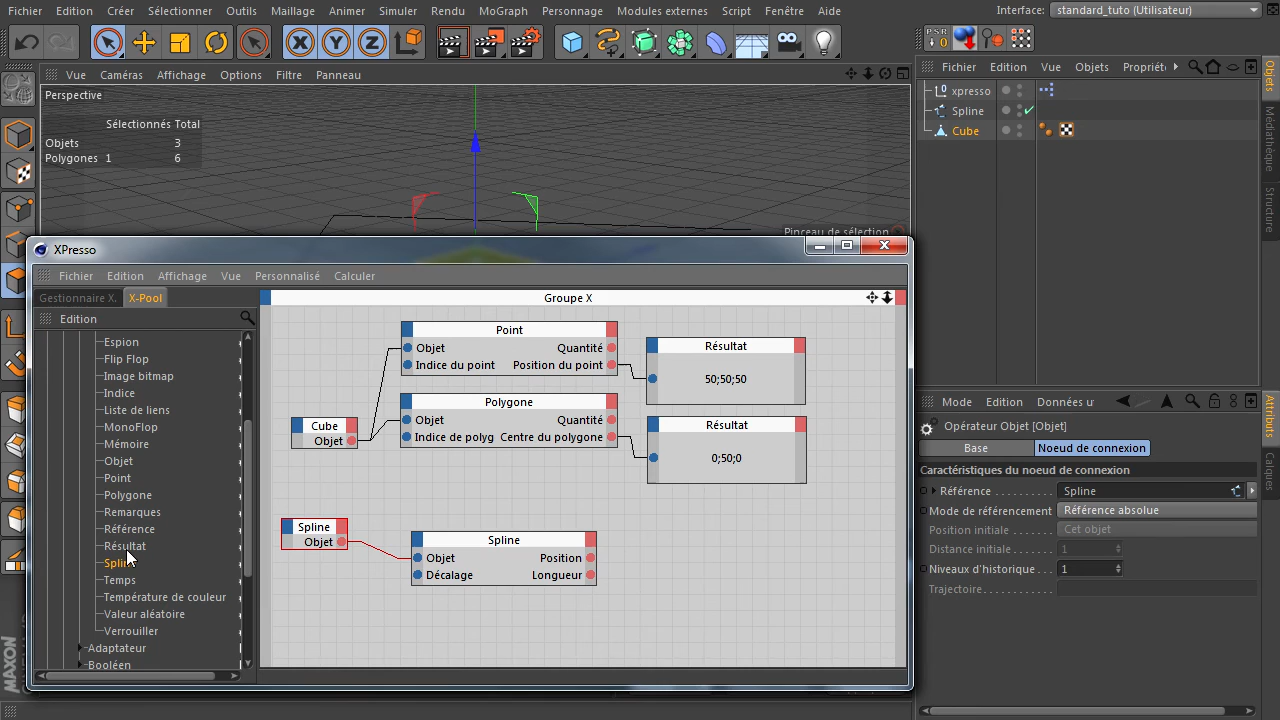 Fichier Edition Créer Sélectionner Outils Maillage Animer Simuler Rendu MoGraph Personnage Modules externes Script Fenêtre Aide Interface: standard_tuto (Utilisateur)
X Y Z PSR
Vue Caméras Affichage Options Filtre Panneau
Fichier Edition Vue Objets Propriété
Perspective
Sélectionnés Total
Objets 3
Polygones 1 6
Pinceau de sélection
xpresso
Spline
Cube
Objets
Médiathèque
Structure
XPresso
Fichier Edition Affichage Vue Personnalisé Calculer
Gestionnaire X. X-Pool
Edition
Espion
Flip Flop
Image bitmap
Indice
Liste de liens
MonoFlop
Mémoire
Objet
Point
Polygone
Remarques
Référence
Résultat
Spline
Temps
Température de couleur
Valeur aléatoire
Verrouiller
Adaptateur
Booléen
Groupe X
Point
Objet Quantité
Indice du point Position du point
Résultat
50;50;50
Polygone
Objet Quantité
Indice de polyg Centre du polygone
Résultat
0;50;0
Cube
Objet
Spline
Objet
Spline
Objet Position
Décalage Longueur
Mode Edition Données u
Opérateur Objet [Objet]
Base Noeud de connexion
Caractéristiques du noeud de connexion
Référence Spline
Mode de référencement Référence absolue
Position initiale Cet objet
Distance initiale 1
Niveaux d'historique 1
Trajectoire
Attributs
Calques
MAXON